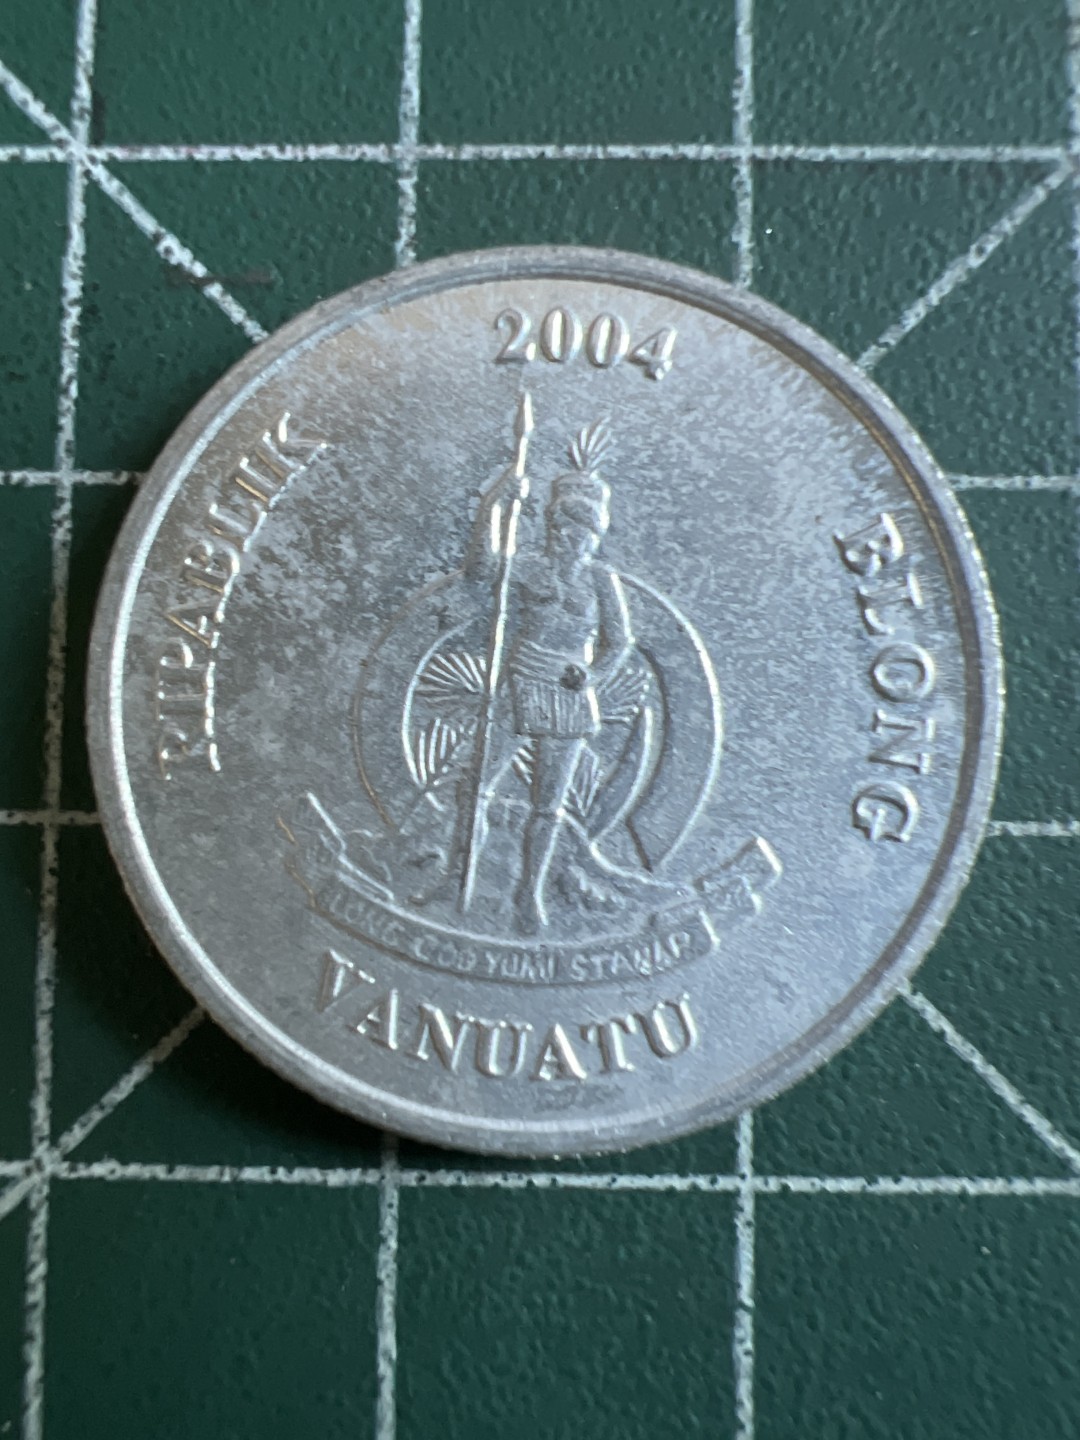 2004
RIPABLIK
BLONG
LONG GOD YUMI STANAP
VANUATU